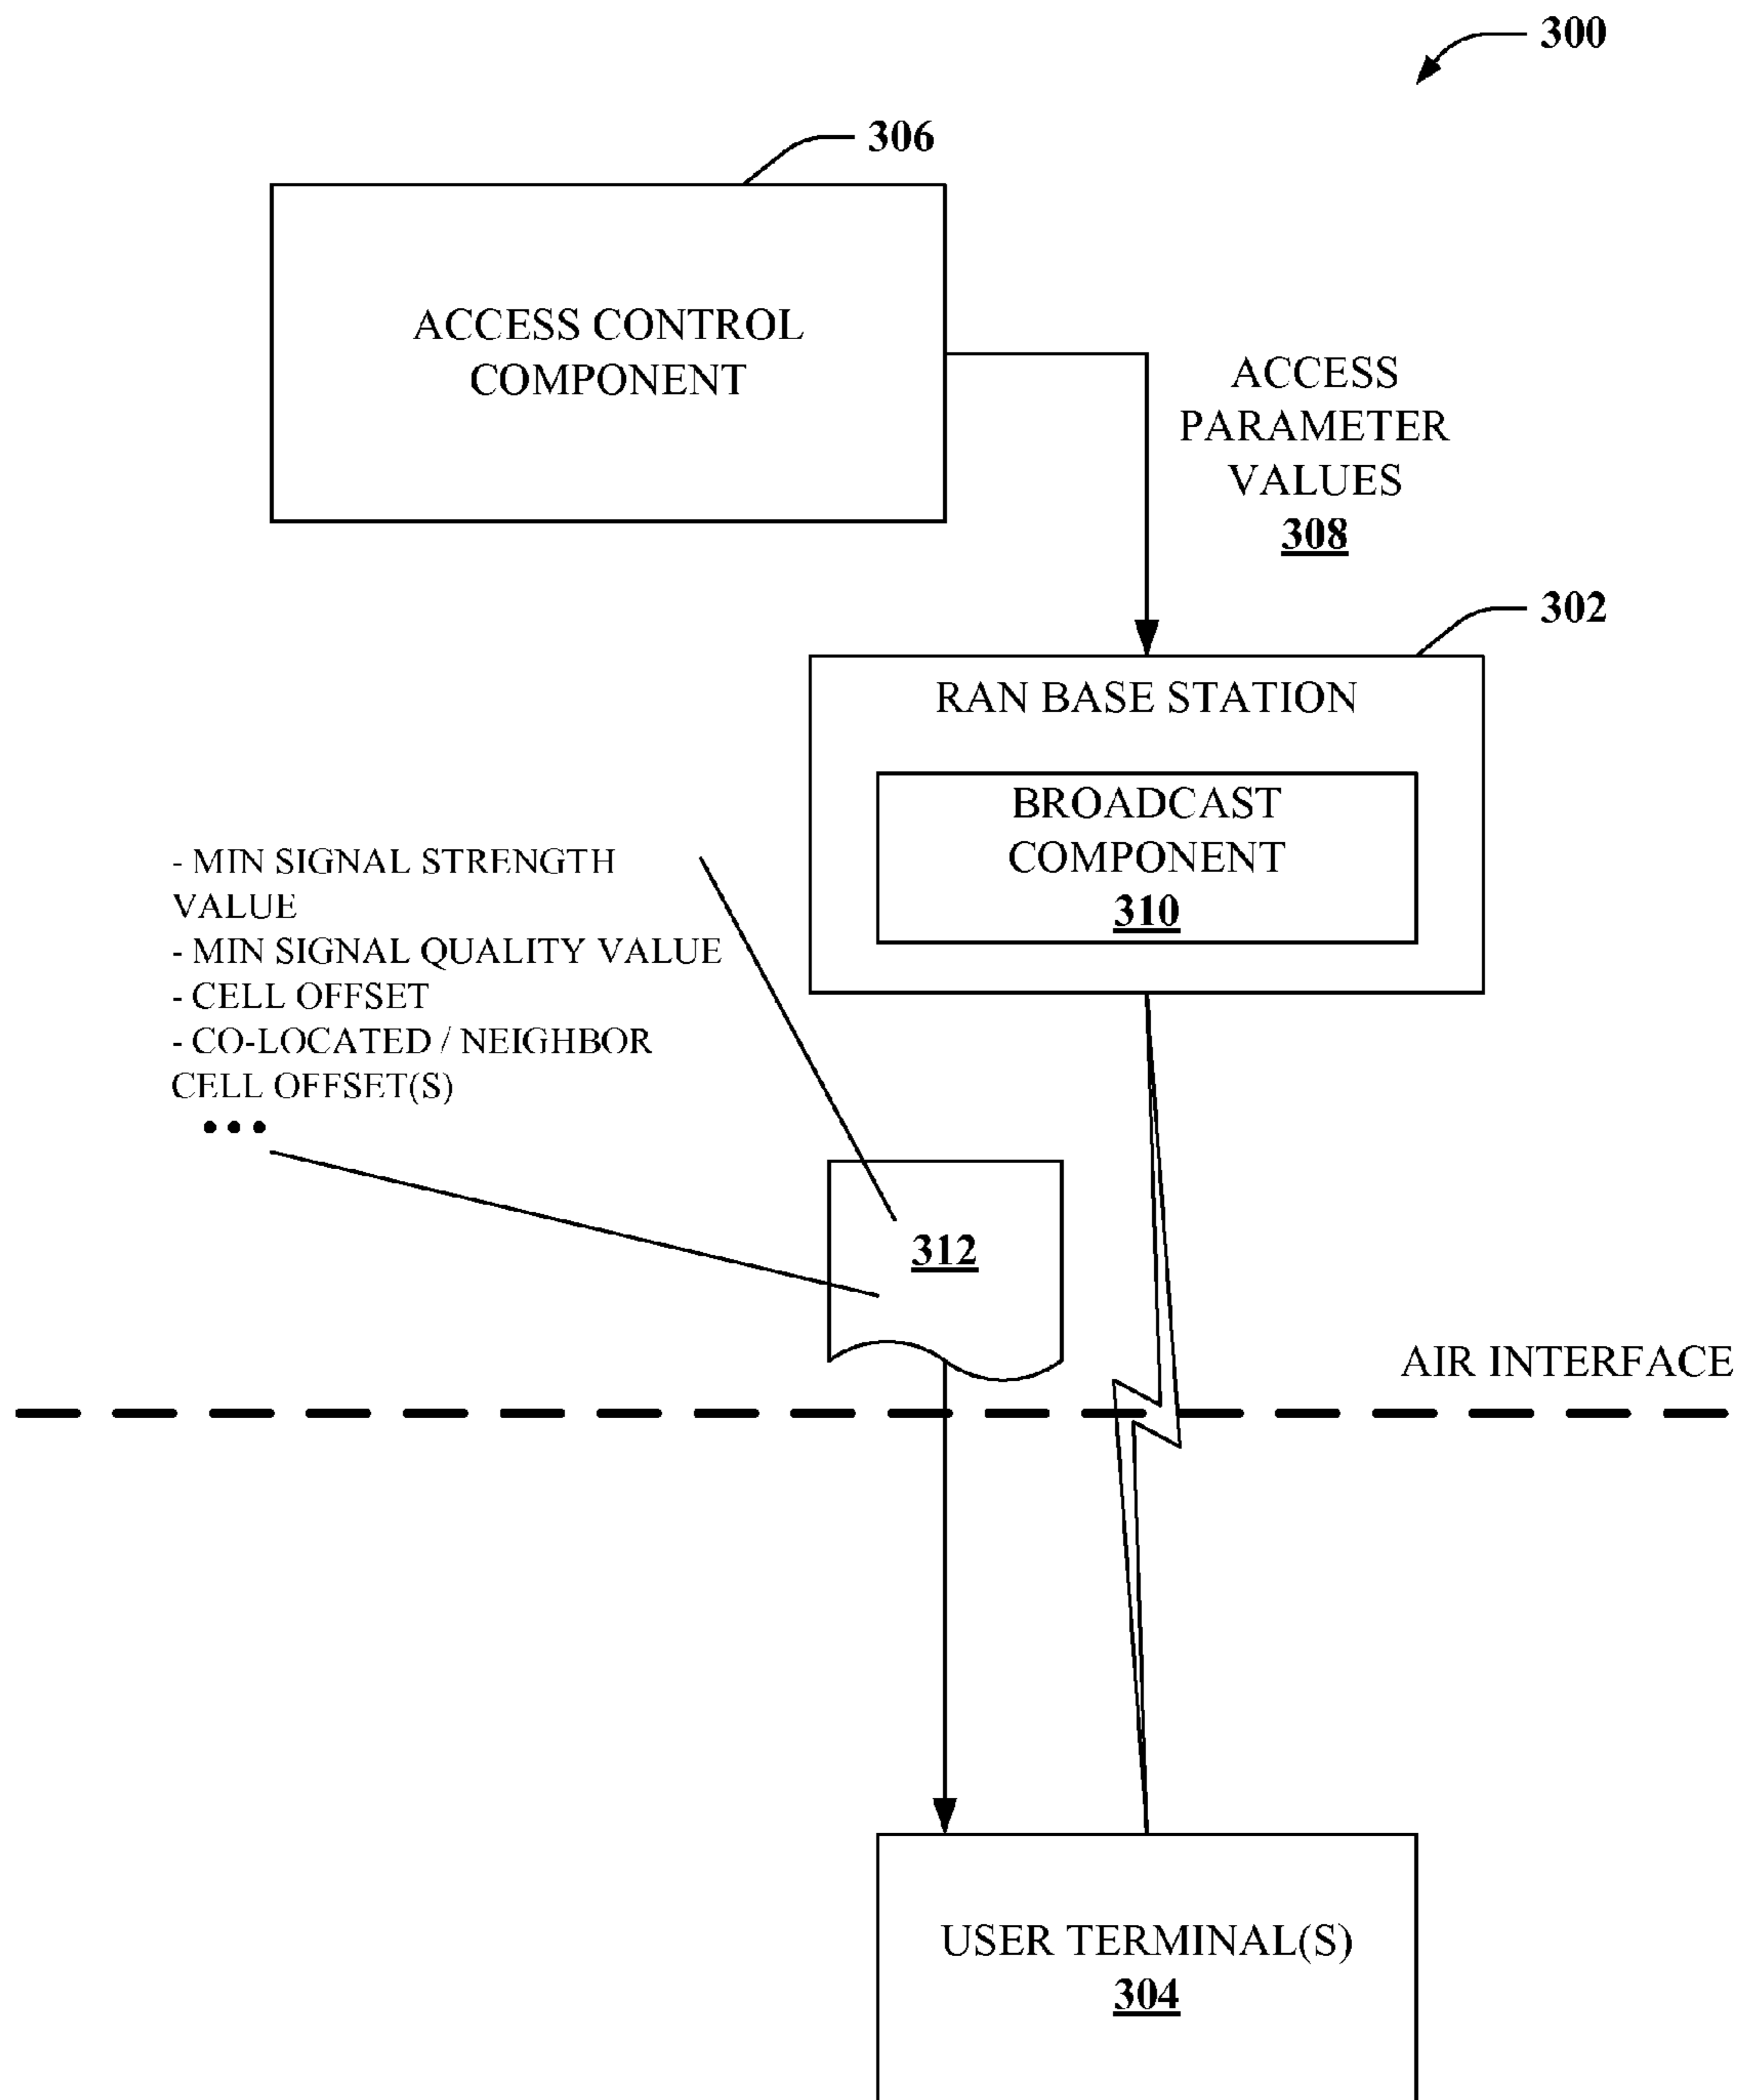 300
306
ACCESS CONTROL
COMPONENT
ACCESS
PARAMETER
VALUES
308
302
RAN BASE STATION
BROADCAST
COMPONENT
310
- MIN SIGNAL STRENGTH
VALUE
- MIN SIGNAL QUALITY VALUE
- CELL OFFSET
- CO-LOCATED / NEIGHBOR
CELL OFFSET(S)
•••
312
AIR INTERFACE
USER TERMINAL(S)
304